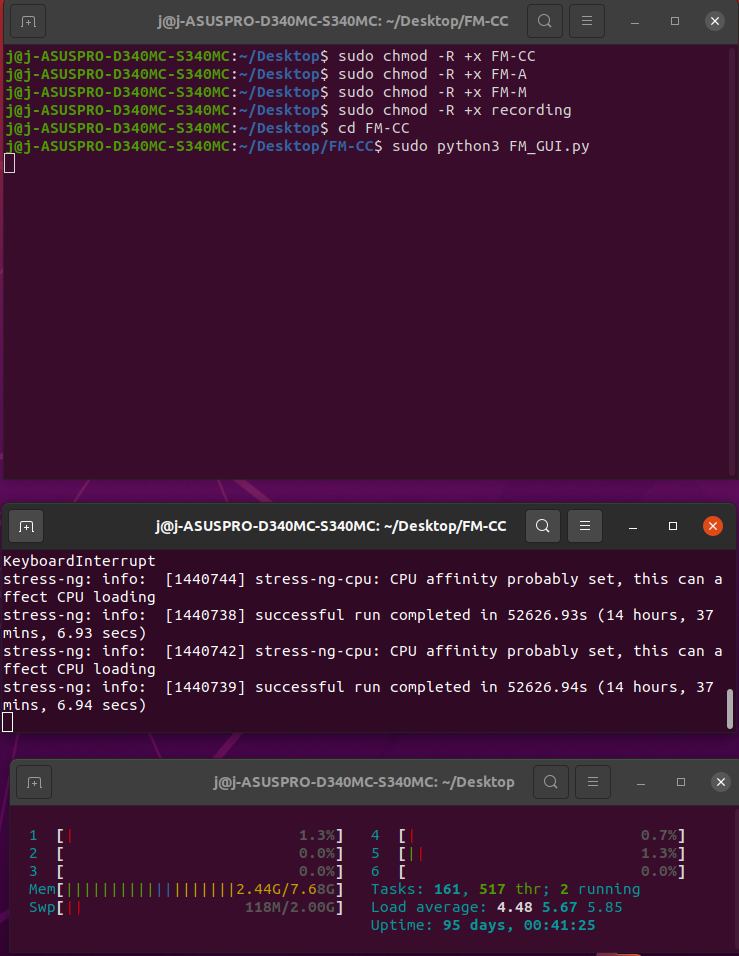 j@j-ASUSPRO-D340MC-S340MC: ~/Desktop/FM-CC
j@j-ASUSPRO-D340MC-S340MC:~/Desktop$ sudo chmod -R +x FM-CC
j@j-ASUSPRO-D340MC-S340MC:~/Desktop$ sudo chmod -R +x FM-A
j@j-ASUSPRO-D340MC-S340MC:~/Desktop$ sudo chmod -R +x FM-M
j@j-ASUSPRO-D340MC-S340MC:~/Desktop$ sudo chmod -R +x recording
j@j-ASUSPRO-D340MC-S340MC:~/Desktop$ cd FM-CC
j@j-ASUSPRO-D340MC-S340MC:~/Desktop/FM-CC$ sudo python3 FM_GUI.py
j@j-ASUSPRO-D340MC-S340MC: ~/Desktop/FM-CC
KeyboardInterrupt
stress-ng: info:  [1440744] stress-ng-cpu: CPU affinity probably set, this can a
ffect CPU loading
stress-ng: info:  [1440738] successful run completed in 52626.93s (14 hours, 37
mins, 6.93 secs)
stress-ng: info:  [1440742] stress-ng-cpu: CPU affinity probably set, this can a
ffect CPU loading
stress-ng: info:  [1440739] successful run completed in 52626.94s (14 hours, 37
mins, 6.94 secs)
j@j-ASUSPRO-D340MC-S340MC: ~/Desktop
1 [| 1.3%] 4 [| 0.7%]
2 [ 0.0%] 5 [|| 1.3%]
3 [ 0.0%] 6 [ 0.0%]
Mem[|||||||||||||||||||2.44G/7.68G] Tasks: 161, 517 thr; 2 running
Swp[|| 118M/2.00G] Load average: 4.48 5.67 5.85
Uptime: 95 days, 00:41:25